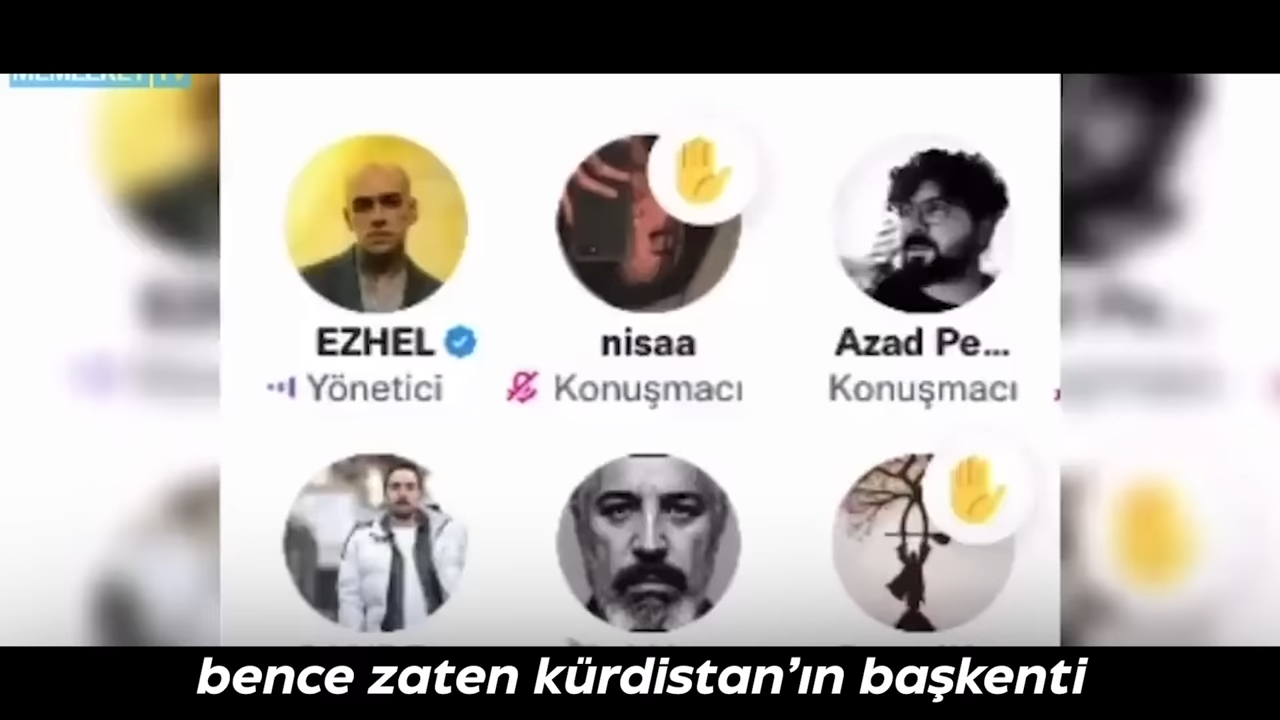 EZHEL
nisaa
Azad Pe...
Yönetici
Konuşmacı
Konuşmacı
bence zaten kürdistan’ın başkenti